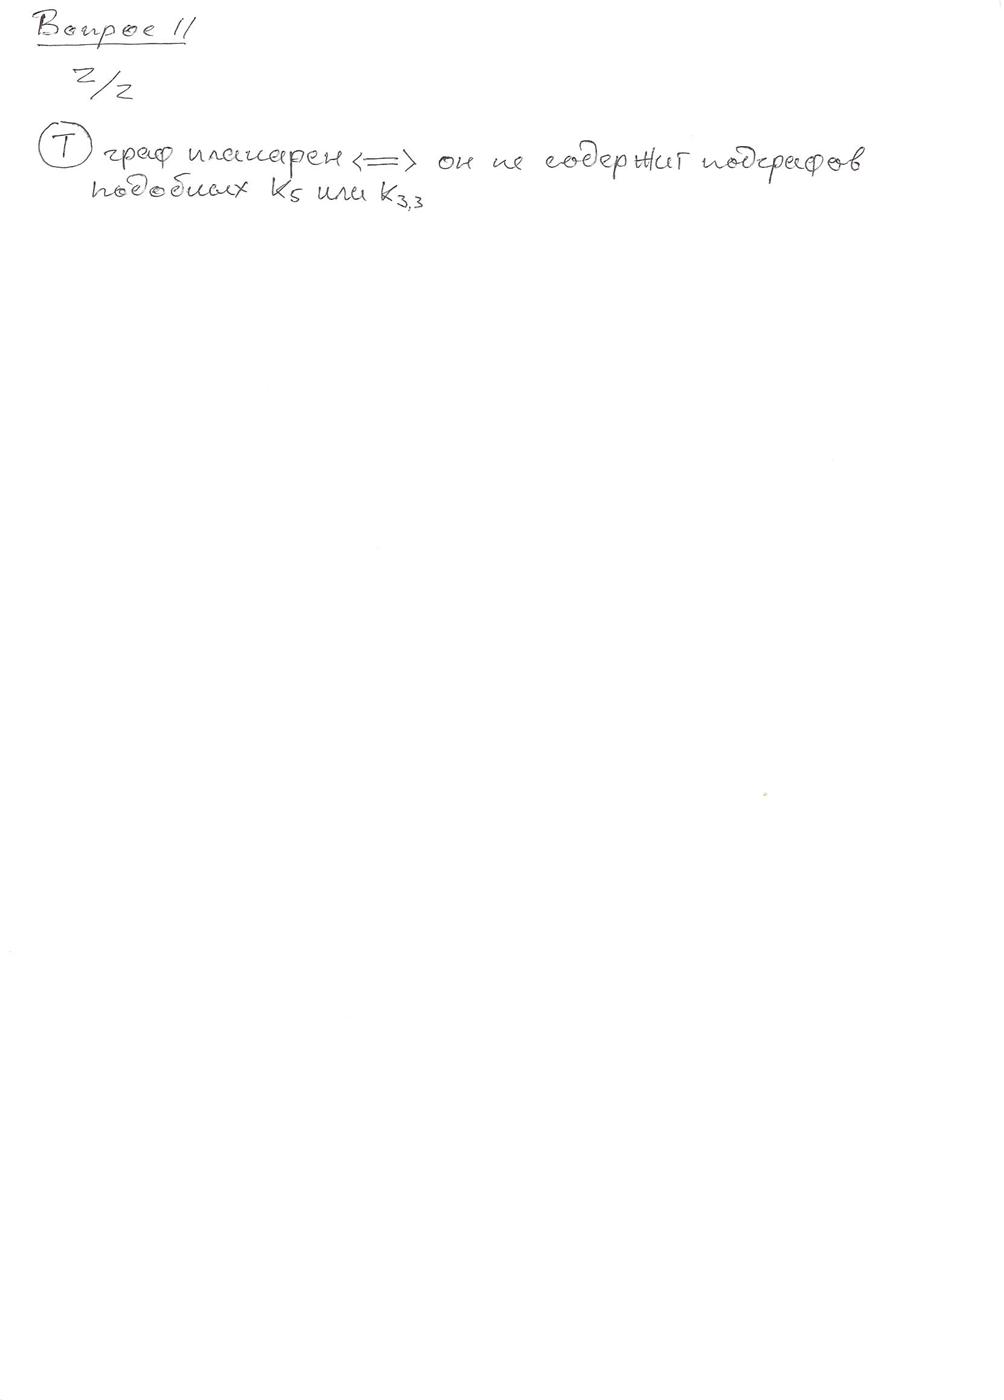 Вопрос 11
2/2
Т граф планарен <=> он не содержит подграфов
подобных K5 или K3,3